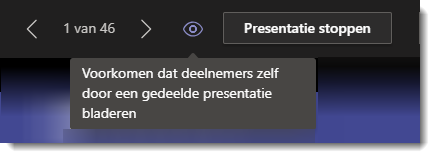 1 van 46 Presentatie stoppen
Voorkomen dat deelnemers zelf
door een gedeelde presentatie
bladeren